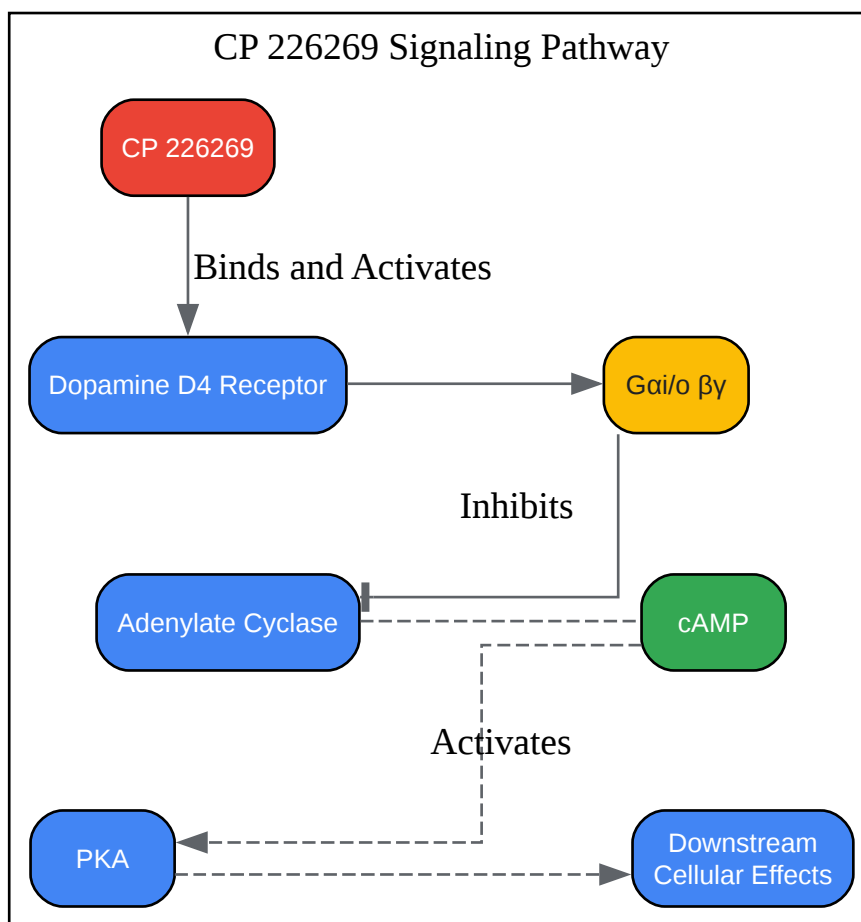 CP 226269 Signaling Pathway
CP 226269
Binds and Activates
Dopamine D4 Receptor
Gαi/o βγ
Inhibits
Adenylate Cyclase
cAMP
Activates
PKA
Downstream
Cellular Effects